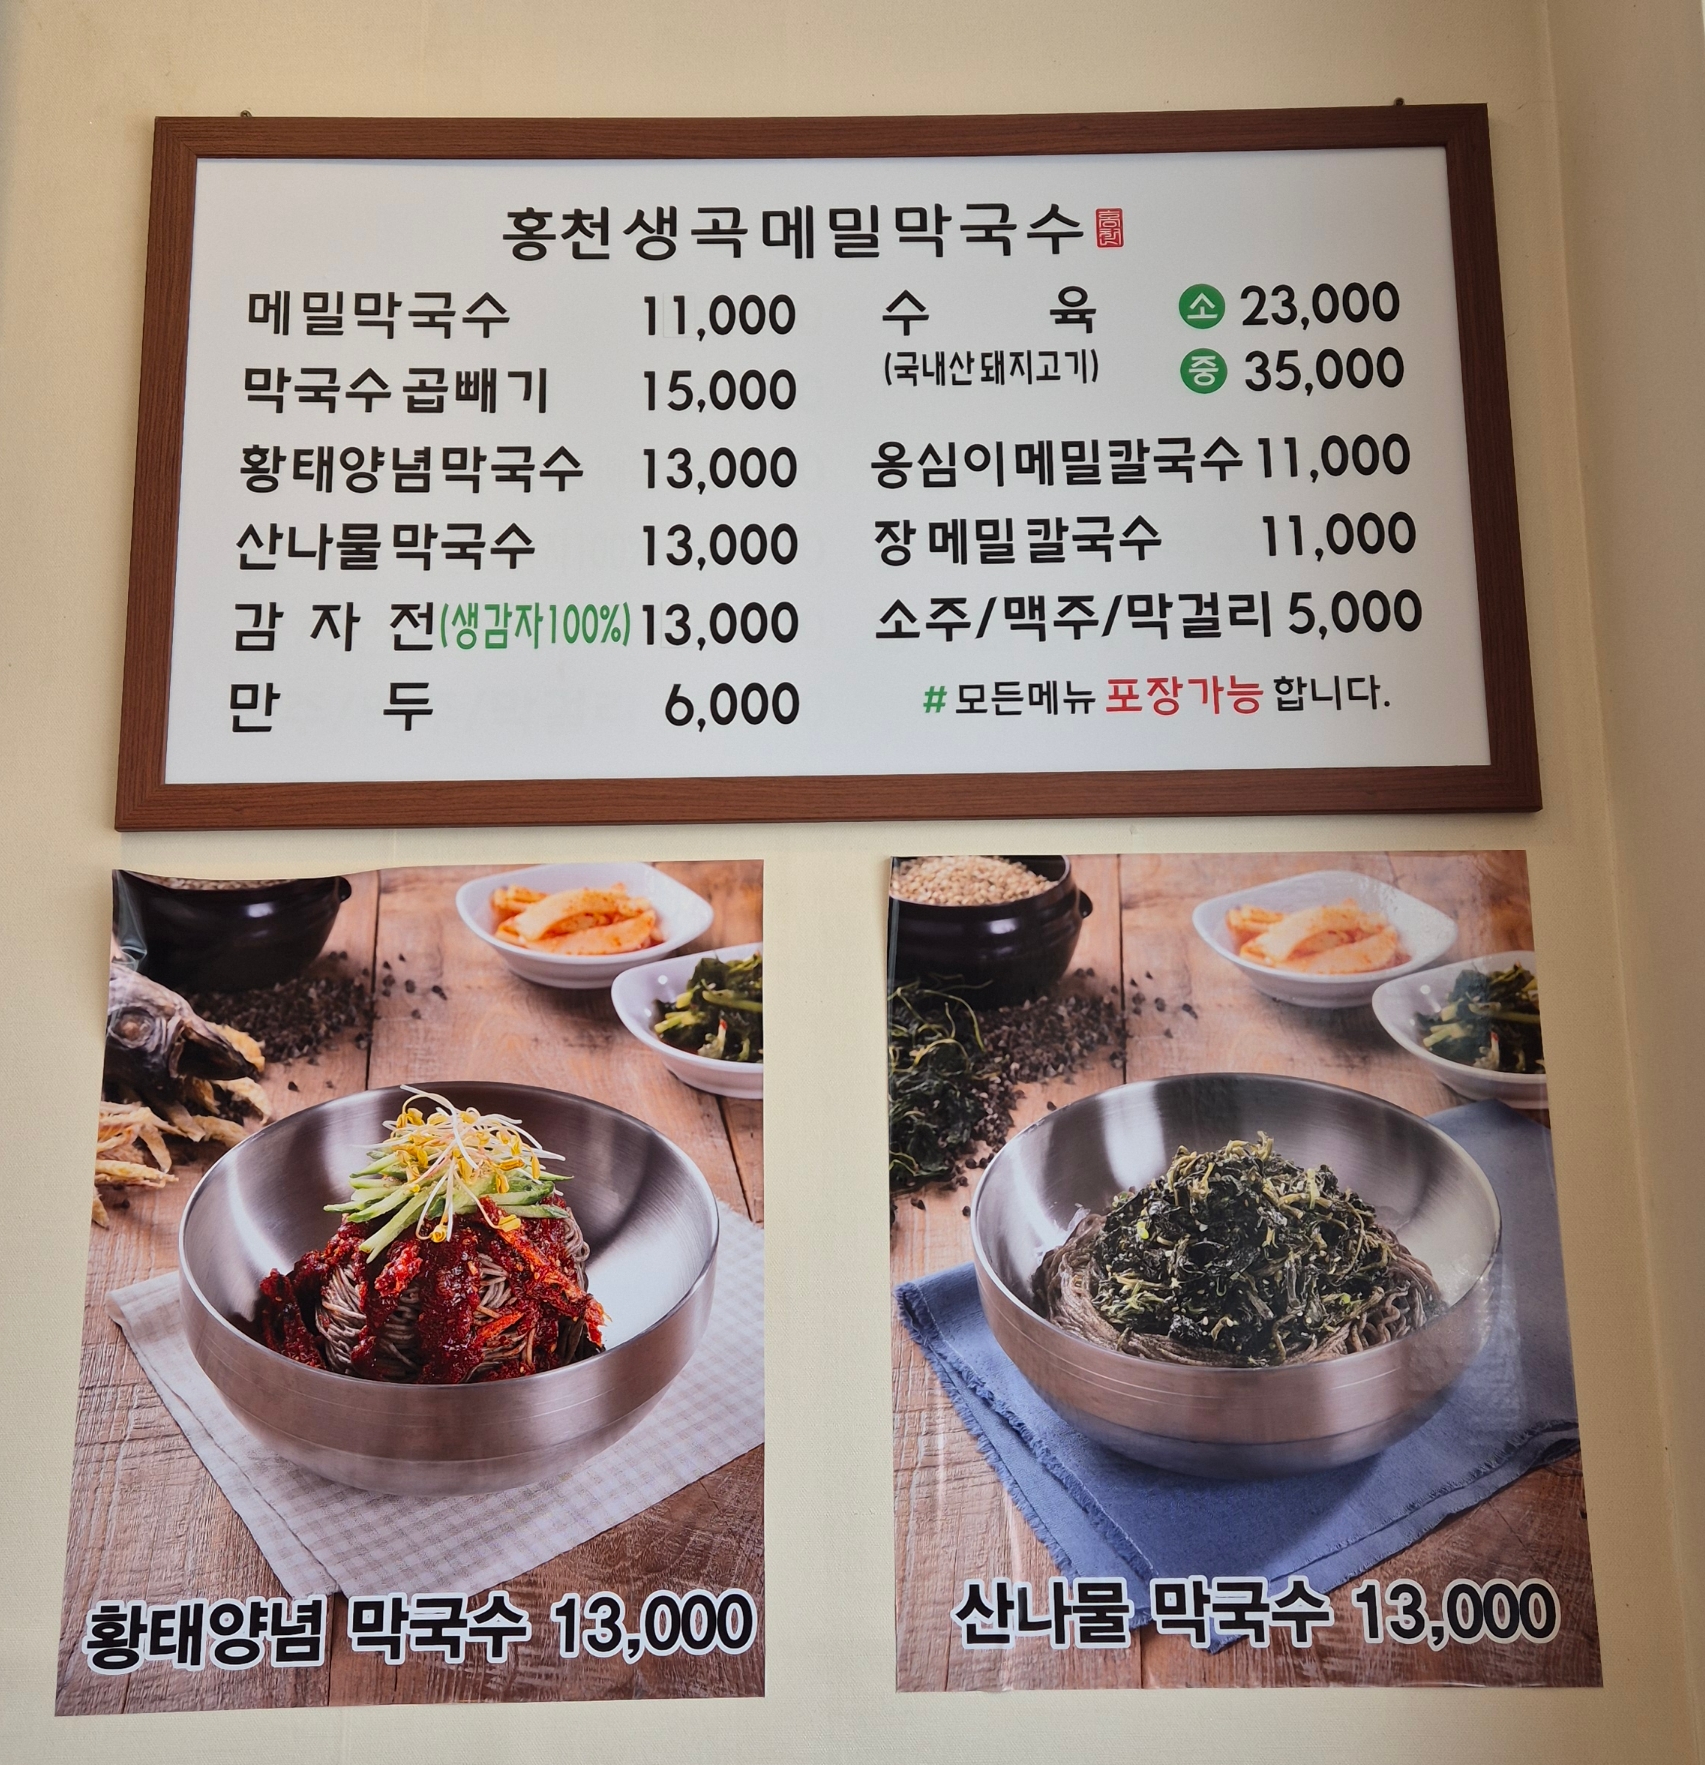 홍천생곡메밀막국수
메밀막국수 11,000
막국수곱빼기 15,000
황태양념막국수 13,000
산나물막국수 13,000
감 자 전(생감자100%) 13,000
만 두 6,000
수 육 소 23,000
(국내산돼지고기) 중 35,000
옹심이메밀칼국수 11,000
장메밀칼국수 11,000
소주/맥주/막걸리 5,000
#모든메뉴 포장가능 합니다.
황태양념 막국수 13,000
산나물 막국수 13,000